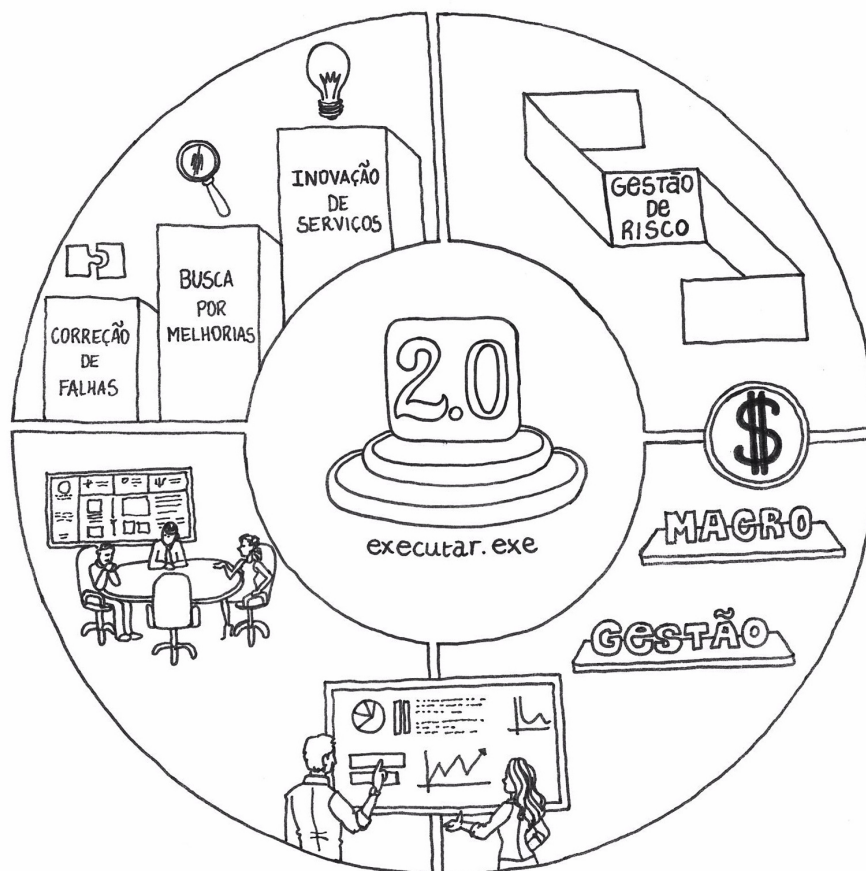 INOVAÇÃO
DE
SERVIÇOS
BUSCA
POR
MELHORIAS
CORREÇÃO
DE
FALHAS
GESTÃO
DE
RISCO
2.0
executar.exe
$
MACRO
GESTÃO